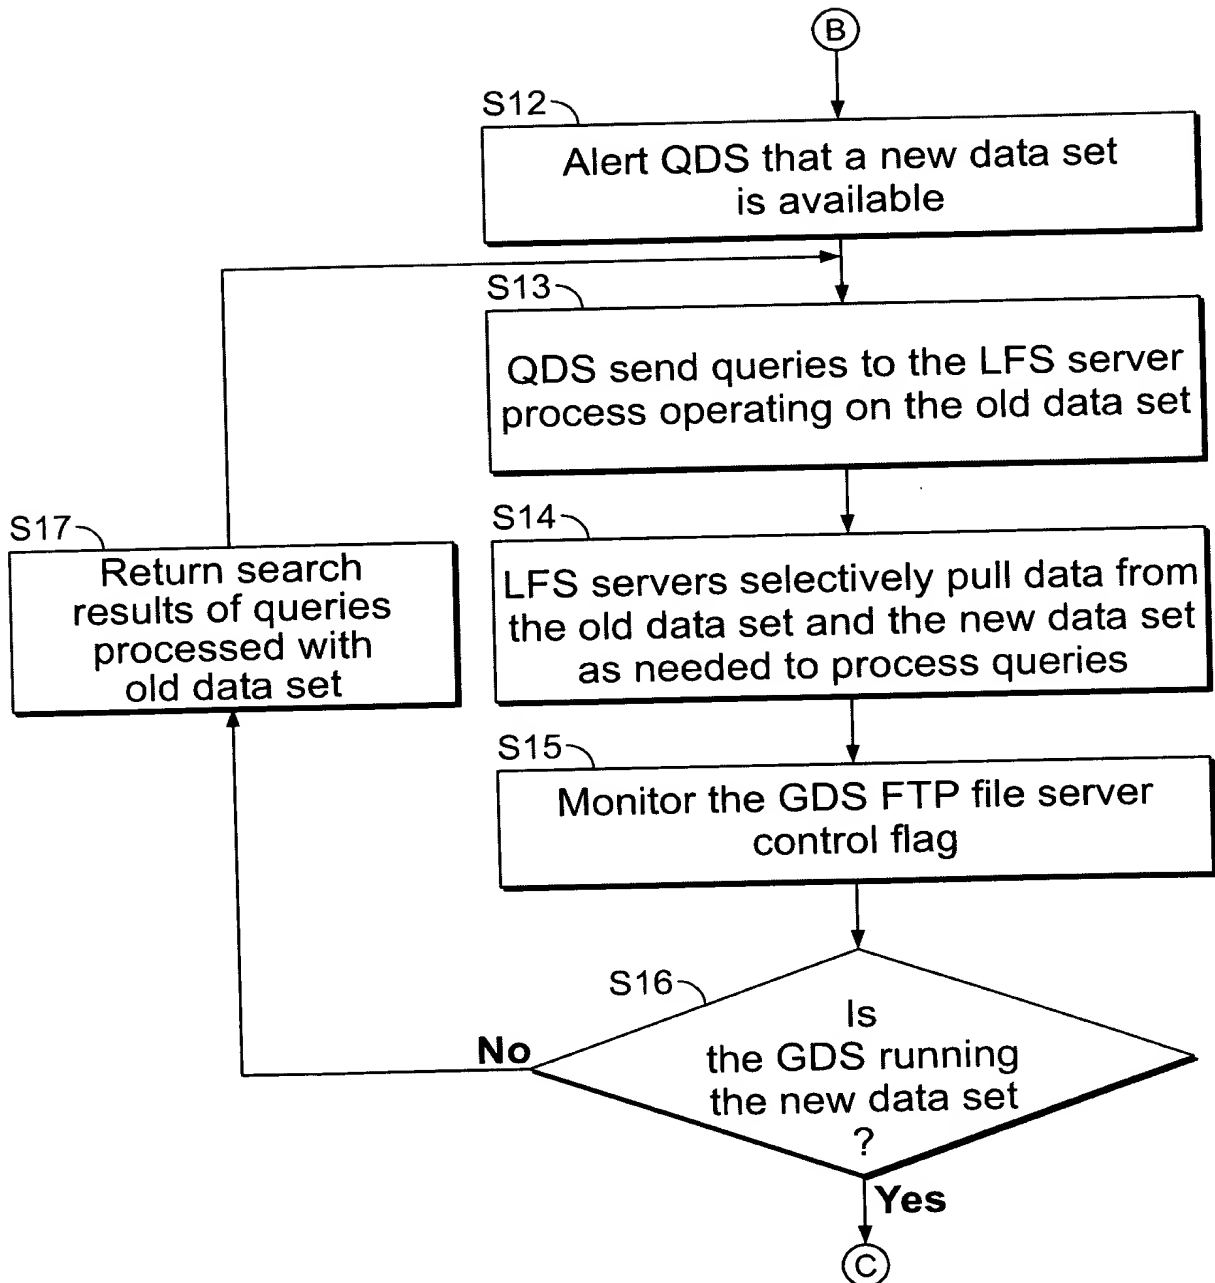 B
S12
Alert QDS that a new data set
is available
S13
QDS send queries to the LFS server
process operating on the old data set
S14
LFS servers selectively pull data from
the old data set and the new data set
as needed to process queries
S17
Return search
results of queries
processed with
old data set
S15
Monitor the GDS FTP file server
control flag
S16
Is
the GDS running
the new data set
?
No
Yes
C